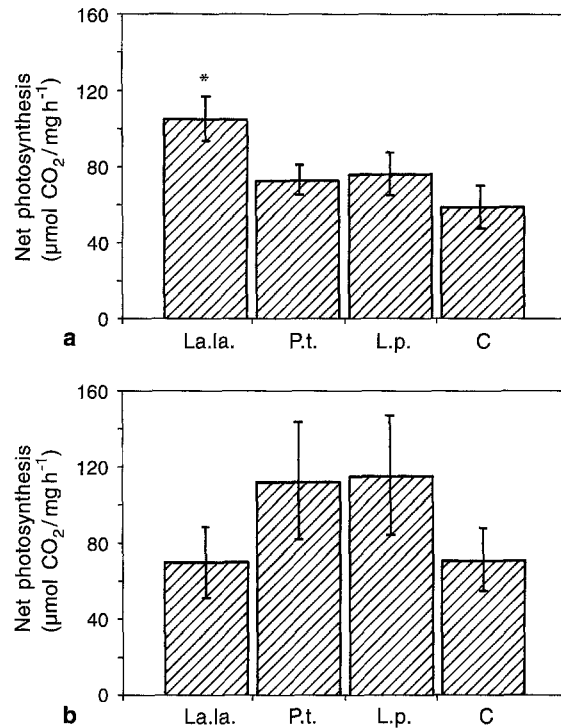 160
*
120
80
40
0
Net photosynthesis
(μmol CO₂/mg h⁻¹)
a La.la. P.t. L.p. C
160
120
80
40
0
Net photosynthesis
(μmol CO₂/mg h⁻¹)
b La.la. P.t. L.p. C